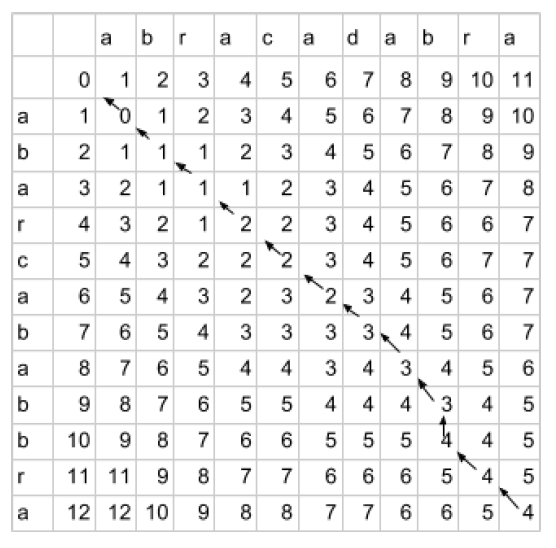 a b r a c a d a b r a
0 1 2 3 4 5 6 7 8 9 10 11
a 1 0 1 2 3 4 5 6 7 8 9 10
b 2 1 1 1 2 3 4 5 6 7 8 9
a 3 2 1 1 1 2 3 4 5 6 7 8
r 4 3 2 1 2 2 3 4 5 6 6 7
c 5 4 3 2 2 2 3 4 5 6 7 7
a 6 5 4 3 2 3 2 3 4 5 6 7
b 7 6 5 4 3 3 3 3 4 5 6 7
a 8 7 6 5 4 4 3 4 3 4 5 6
b 9 8 7 6 5 5 4 4 4 3 4 5
b 10 9 8 7 6 6 5 5 5 4 4 5
r 11 11 9 8 7 7 6 6 6 5 4 5
a 12 12 10 9 8 8 7 7 6 6 5 4